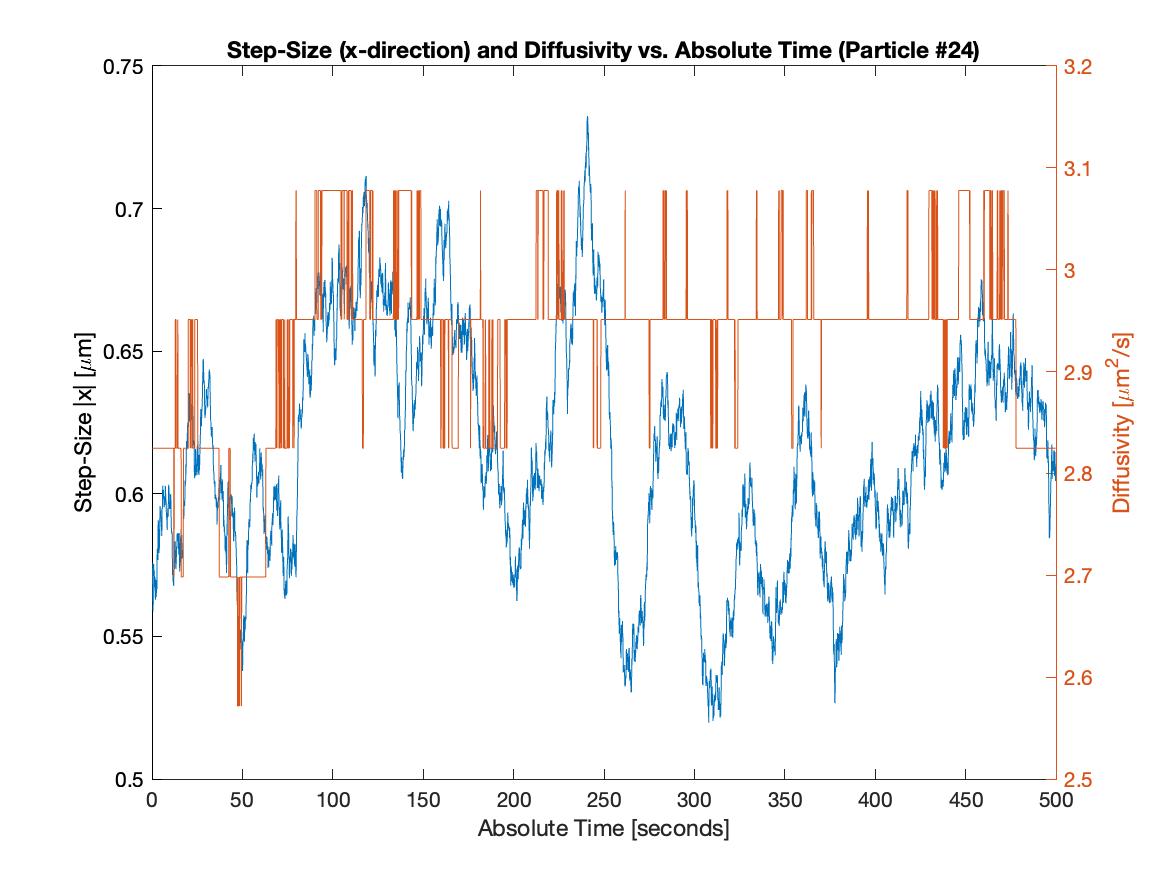 Step-Size (x-direction) and Diffusivity vs. Absolute Time (Particle #24)
0.75
0.7
0.65
0.6
0.55
0.5
Step-Size |x| [μm]
3.2
3.1
3
2.9
2.8
2.7
2.6
2.5
Diffusivity [μm²/s]
0 50 100 150 200 250 300 350 400 450 500
Absolute Time [seconds]